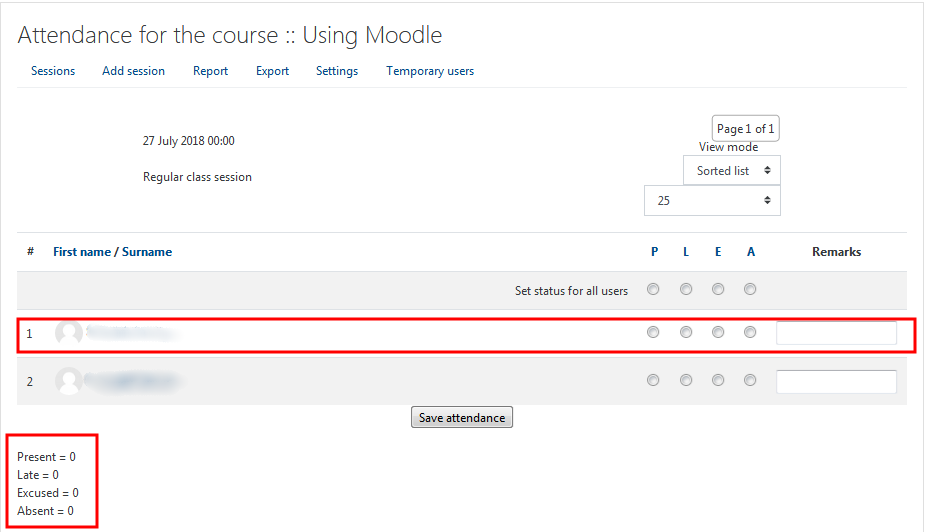 Attendance for the course :: Using Moodle
Sessions Add session Report Export Settings Temporary users
Page 1 of 1
27 July 2018 00:00
View mode
Sorted list
Regular class session
25
# First name / Surname P L E A Remarks
Set status for all users
1
2
Save attendance
Present = 0
Late = 0
Excused = 0
Absent = 0